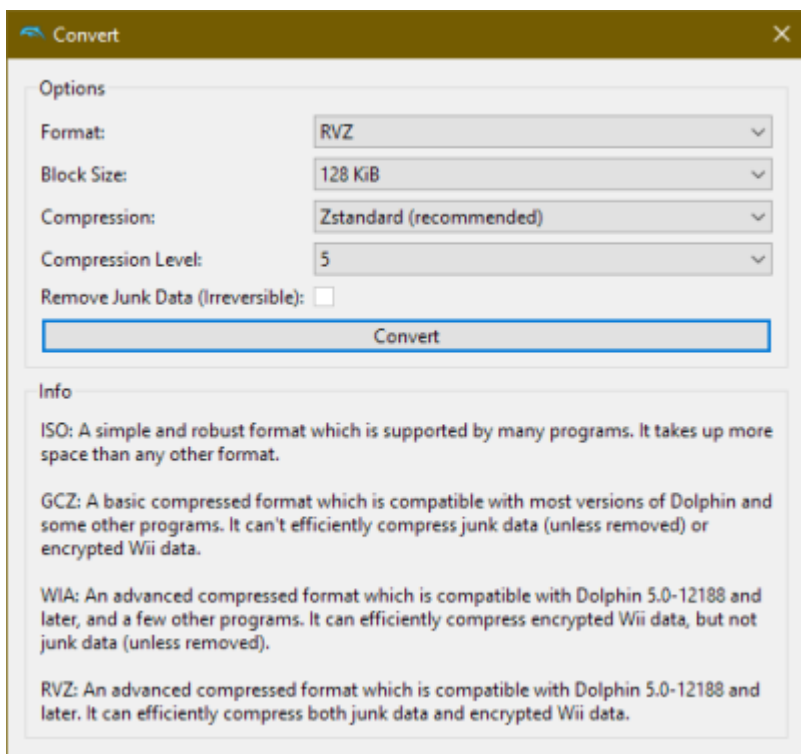 Convert
Options
Format:
RVZ
Block Size:
128 KiB
Compression:
Zstandard (recommended)
Compression Level:
5
Remove Junk Data (Irreversible):
Convert
Info
ISO: A simple and robust format which is supported by many programs. It takes up more
space than any other format.
GCZ: A basic compressed format which is compatible with most versions of Dolphin and
some other programs. It can't efficiently compress junk data (unless removed) or
encrypted Wii data.
WIA: An advanced compressed format which is compatible with Dolphin 5.0-12188 and
later, and a few other programs. It can efficiently compress encrypted Wii data, but not
junk data (unless removed).
RVZ: An advanced compressed format which is compatible with Dolphin 5.0-12188 and
later. It can efficiently compress both junk data and encrypted Wii data.